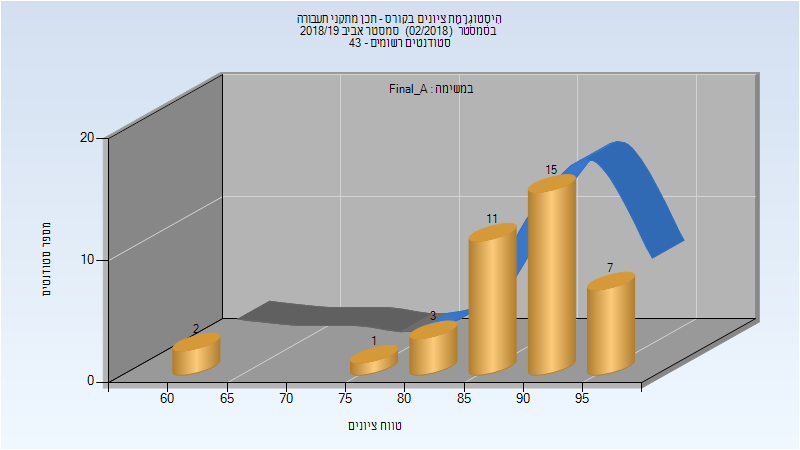 היסטוגרמת ציונים בקורס - תכן מתקני תעבורה
בסמסטר (02/2018) סמסטר אביב 2018/19
סטודנטים רשומים - 43
במשימה : Final_A
מספר סטודנטים
20
10
0
2
1
3
11
15
7
60 65 70 75 80 85 90 95
טווח ציונים